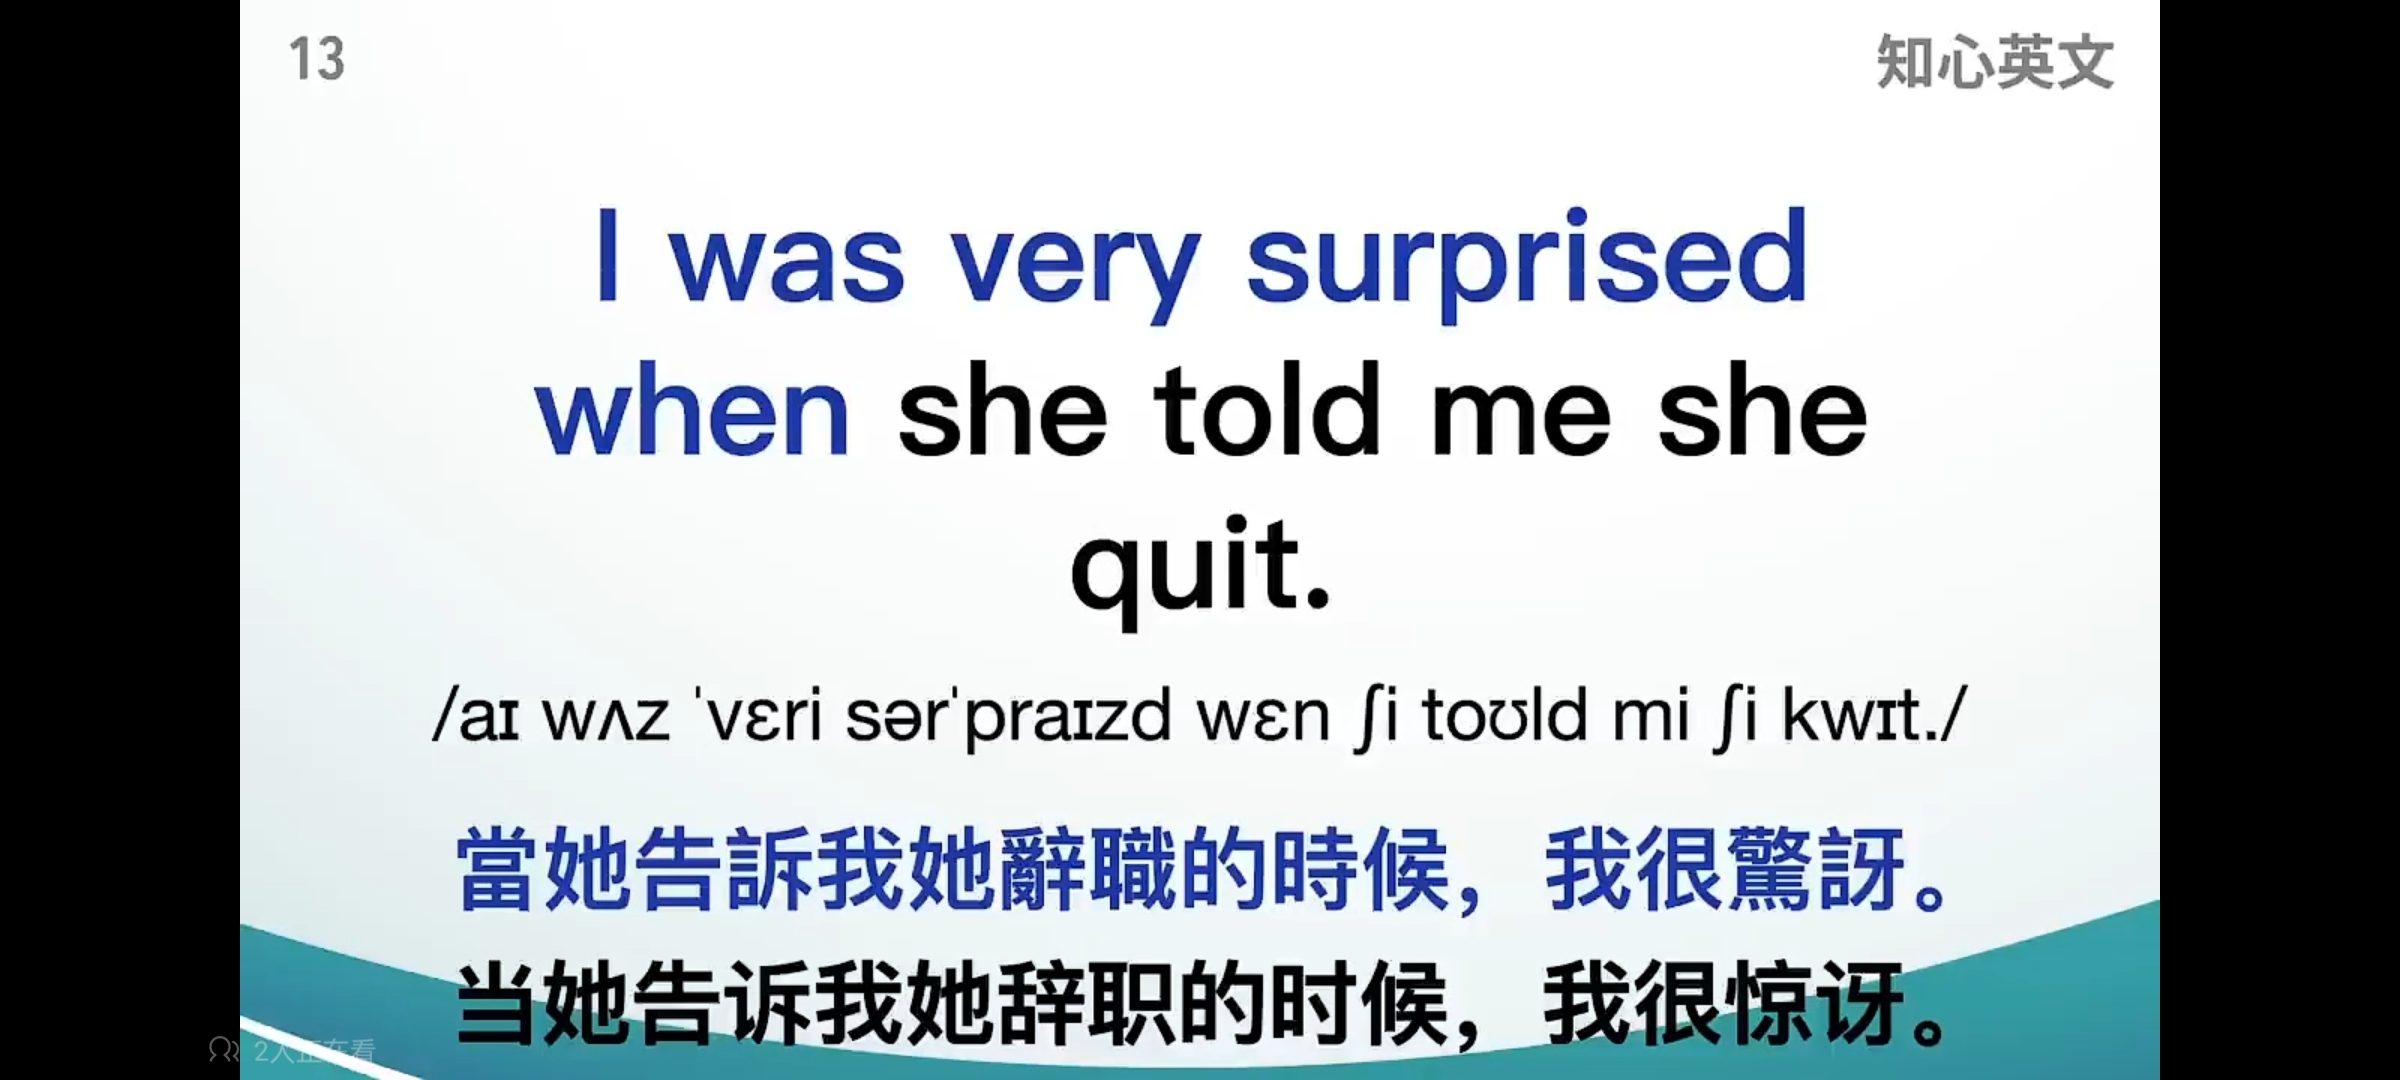 13
知心英文
I was very surprised
when she told me she
quit.
/aɪ wʌz ˈvɛri sərˈpraɪzd wɛn ʃi toʊld mi ʃi kwɪt./
當她告訴我她辭職的時候，我很驚訝。
当她告诉我她辞职的时候，我很惊讶。
2人正在看